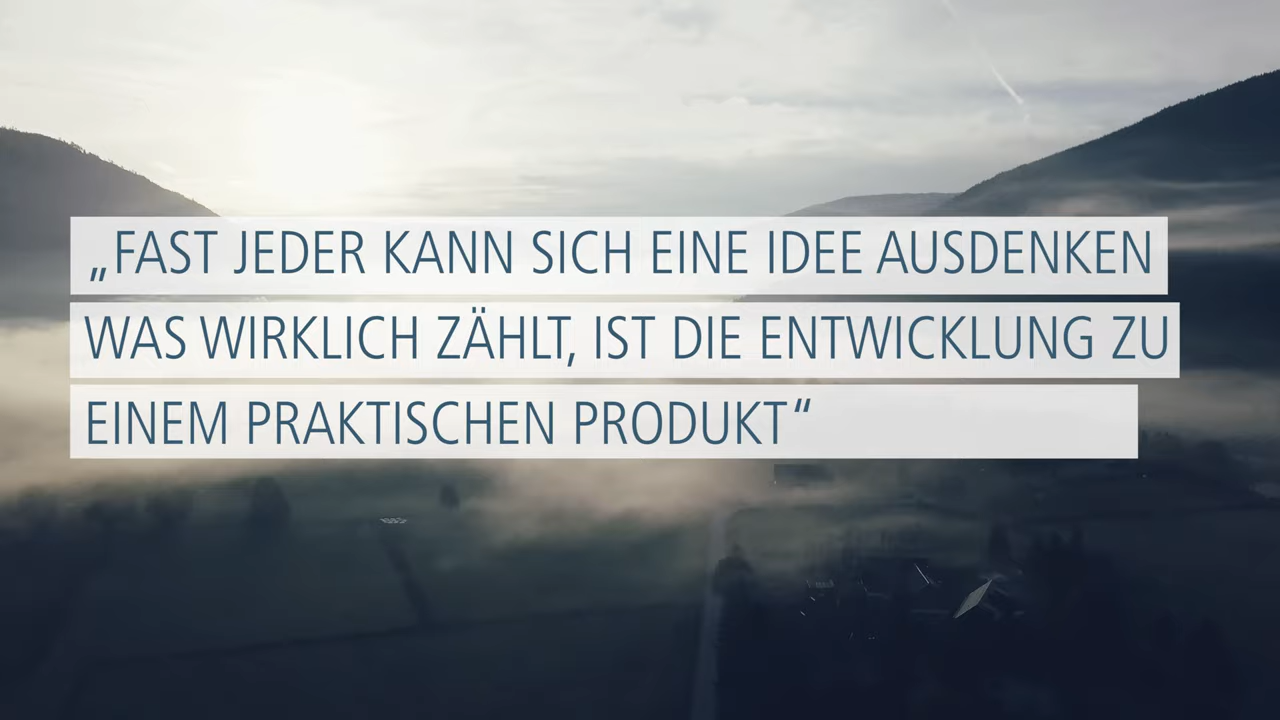 „FAST JEDER KANN SICH EINE IDEE AUSDENKEN
WAS WIRKLICH ZÄHLT, IST DIE ENTWICKLUNG ZU
EINEM PRAKTISCHEN PRODUKT“